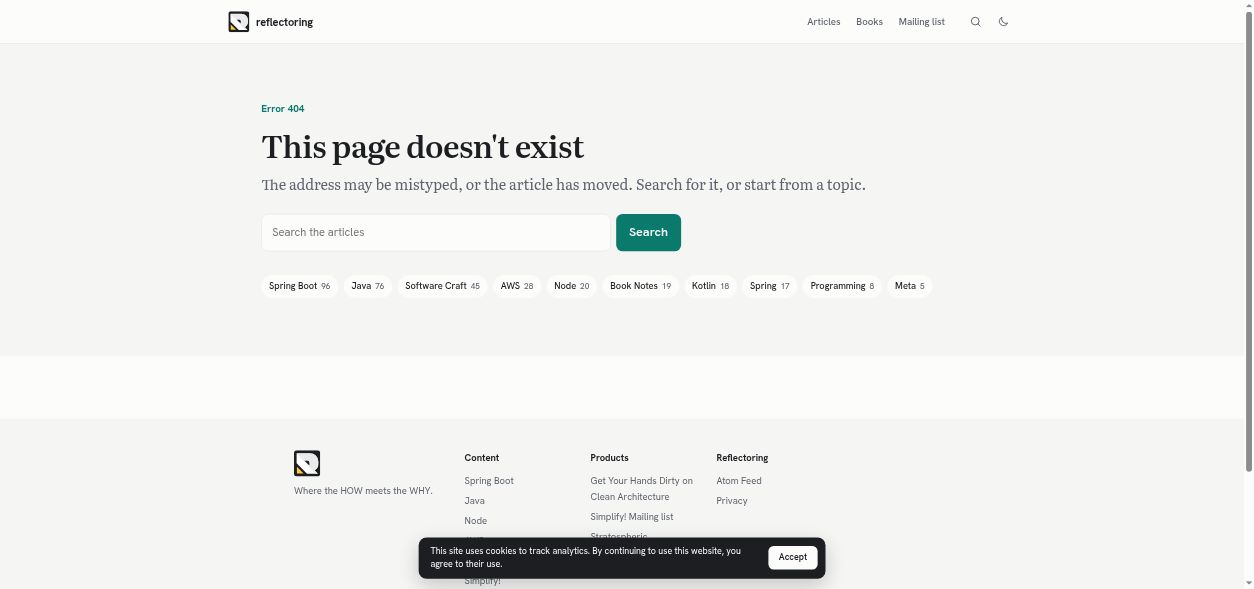 reflectoring
Articles
Books
Mailing list
Error 404
This page doesn't exist
The address may be mistyped, or the article has moved. Search for it, or start from a topic.
Search the articles
Search
Spring Boot 96
Java 76
Software Craft 45
AWS 28
Node 20
Book Notes 19
Kotlin 18
Spring 17
Programming 8
Meta 5
Where the HOW meets the WHY.
Content
Spring Boot
Java
Node
Simplify!
Products
Get Your Hands Dirty on
Clean Architecture
Simplify! Mailing list
Stratospheric
Reflectoring
Atom Feed
Privacy
This site uses cookies to track analytics. By continuing to use this website, you
agree to their use.
Accept